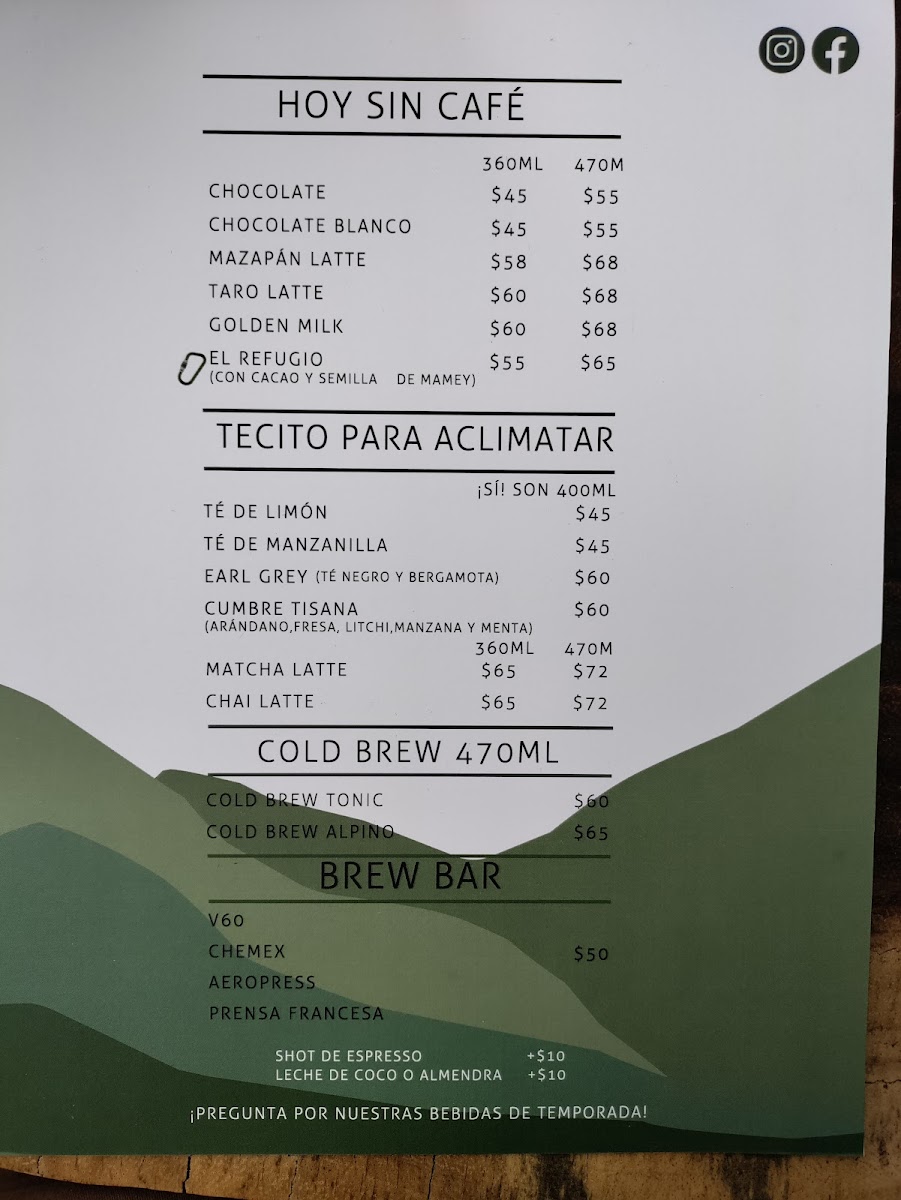 HOY SIN CAFÉ
360ML 470M
CHOCOLATE $45 $55
CHOCOLATE BLANCO $45 $55
MAZAPÁN LATTE $58 $68
TARO LATTE $60 $68
GOLDEN MILK $60 $68
EL REFUGIO $55 $65
(CON CACAO Y SEMILLA DE MAMEY)
TECITO PARA ACLIMATAR
¡SÍ! SON 400ML
TÉ DE LIMÓN $45
TÉ DE MANZANILLA $45
EARL GREY (TÉ NEGRO Y BERGAMOTA) $60
CUMBRE TISANA $60
(ARÁNDANO,FRESA, LITCHI,MANZANA Y MENTA)
360ML 470M
MATCHA LATTE $65 $72
CHAI LATTE $65 $72
COLD BREW 470ML
COLD BREW TONIC $60
COLD BREW ALPINO $65
BREW BAR
V60
CHEMEX $50
AEROPRESS
PRENSA FRANCESA
SHOT DE ESPRESSO +$10
LECHE DE COCO O ALMENDRA +$10
¡PREGUNTA POR NUESTRAS BEBIDAS DE TEMPORADA!